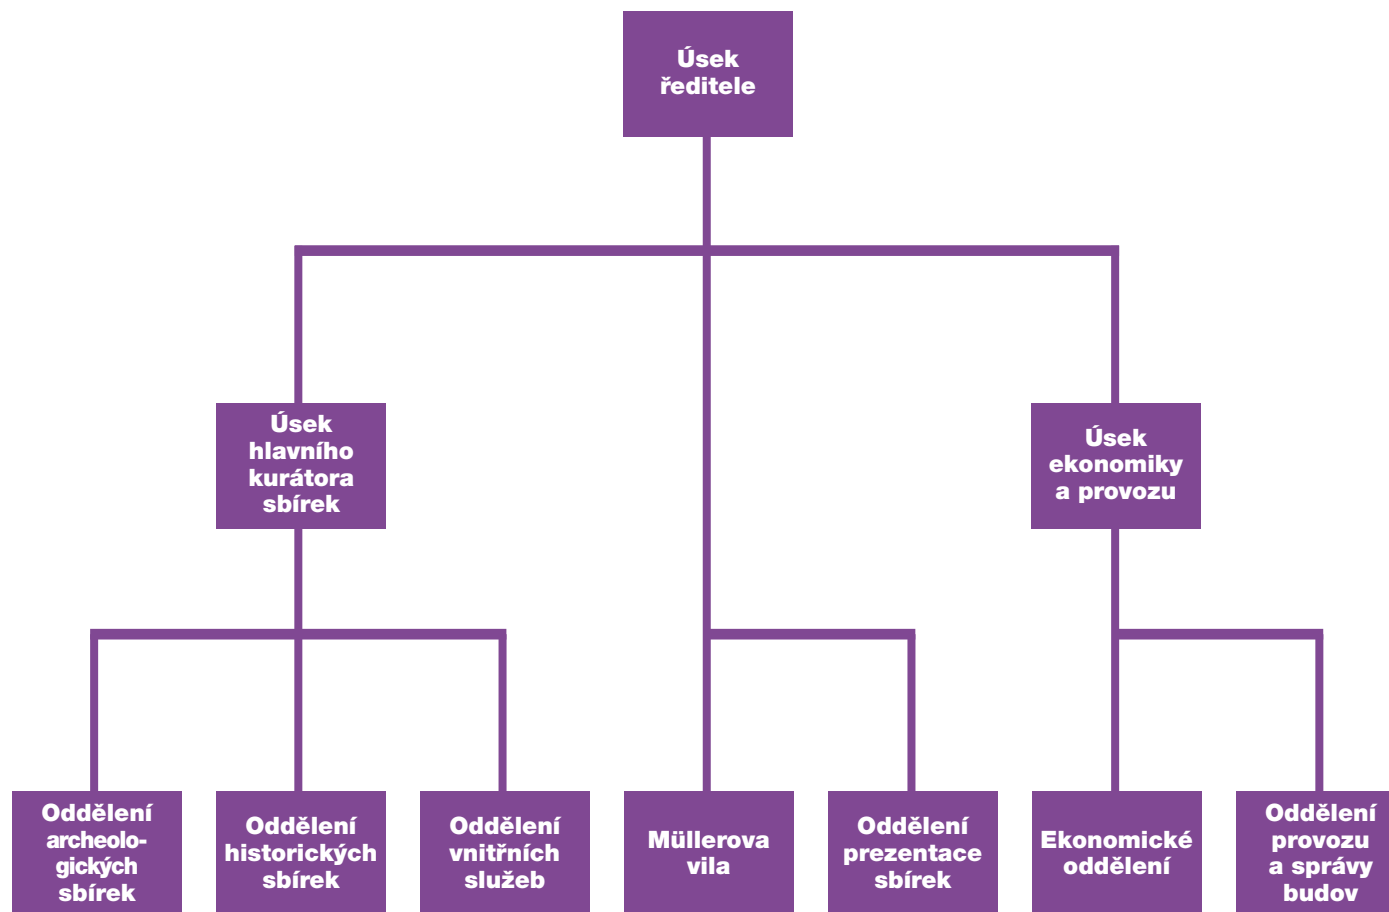 Úsek
ředitele
Úsek
hlavního
kurátora
sbírek
Úsek
ekonomiky
a provozu
Oddělení
archeolo-
gických
sbírek
Oddělení
historických
sbírek
Oddělení
vnitřních
služeb
Müllerova
vila
Oddělení
prezentace
sbírek
Ekonomické
oddělení
Oddělení
provozu
a správy
budov